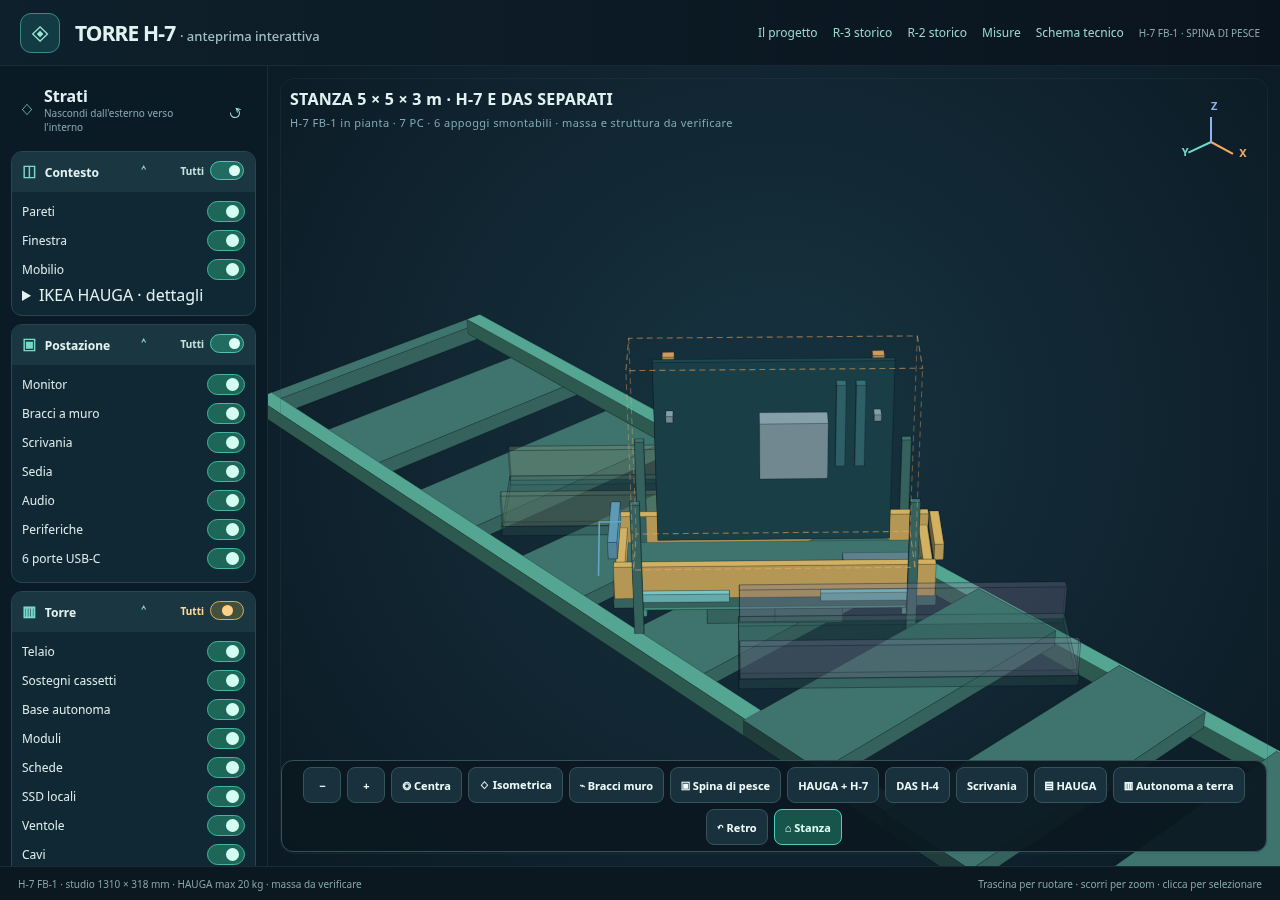 TORRE H-7 · anteprima interattiva
Il progetto
R-3 storico
R-2 storico
Misure
Schema tecnico
H-7 FB-1 · SPINA DI PESCE
Strati
Nascondi dall'esterno verso
l'interno
Contesto
Tutti
Pareti
Finestra
Mobilio
IKEA HAUGA · dettagli
Postazione
Tutti
Monitor
Bracci a muro
Scrivania
Sedia
Audio
Periferiche
6 porte USB-C
Torre
Tutti
Telaio
Sostegni cassetti
Base autonoma
Moduli
Schede
SSD locali
Ventole
Cavi
STANZA 5 × 5 × 3 m · H-7 E DAS SEPARATI
H-7 FB-1 in pianta · 7 PC · 6 appoggi smontabili · massa e struttura da verificare
Z
Y
X
−
+
Centra
Isometrica
Bracci muro
Spina di pesce
HAUGA + H-7
DAS H-4
Scrivania
HAUGA
Autonoma a terra
Retro
Stanza
H-7 FB-1 · studio 1310 × 318 mm · HAUGA max 20 kg · massa da verificare
Trascina per ruotare · scorri per zoom · clicca per selezionare